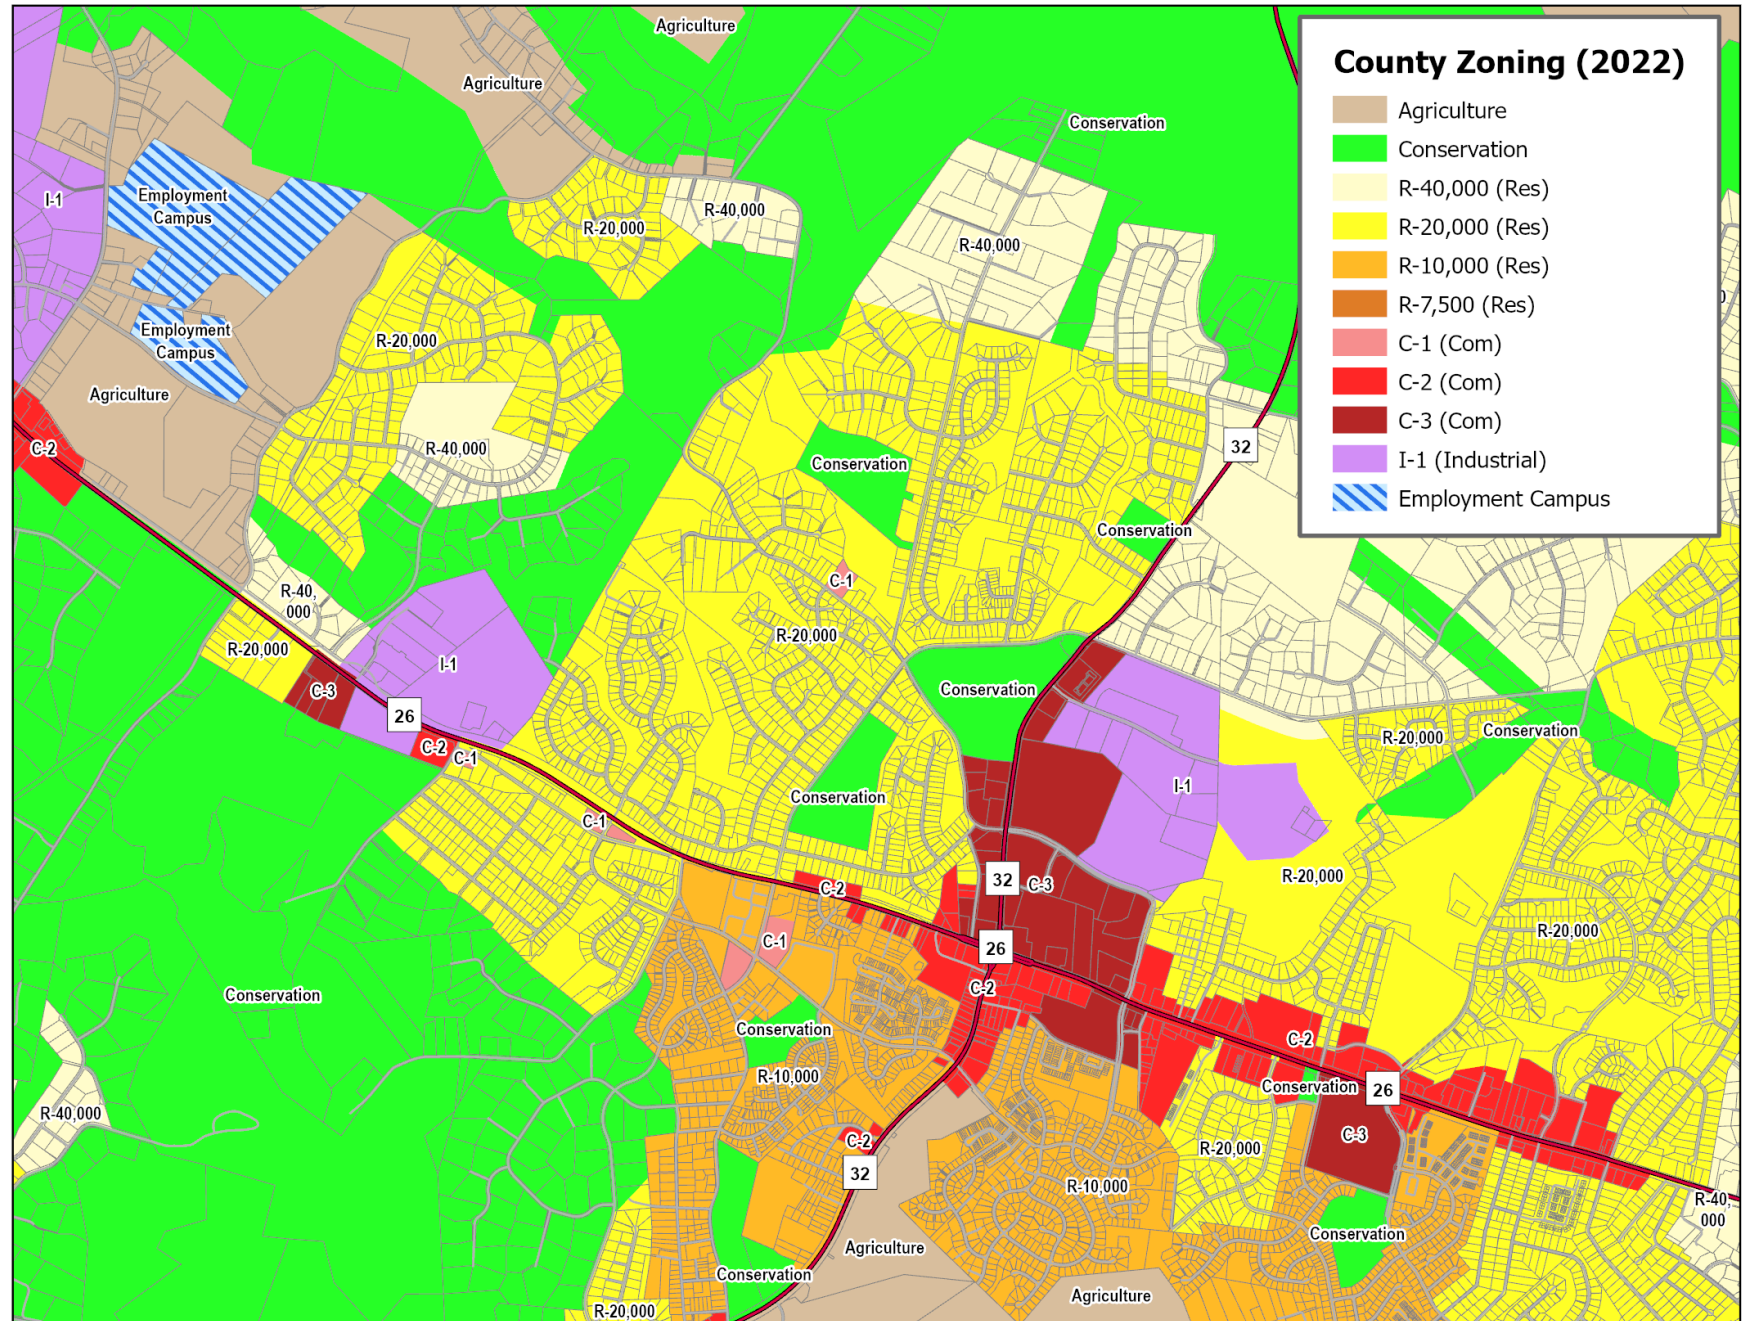 County Zoning (2022)
Agriculture
Conservation
R-40,000 (Res)
R-20,000 (Res)
R-10,000 (Res)
R-7,500 (Res)
C-1 (Com)
C-2 (Com)
C-3 (Com)
I-1 (Industrial)
Employment Campus
Agriculture
Agriculture
Conservation
Employment
Campus
I-1
R-40,000
R-20,000
R-40,000
Employment
Campus
R-20,000
Agriculture
C-2
R-40,000
32
Conservation
Conservation
C-1
R-40,
000
R-20,000
R-20,000
I-1
C-3
Conservation
26
C-2
C-1
R-20,000
Conservation
I-1
Conservation
C-1
32
C-3
C-2
R-20,000
C-1
26
R-20,000
C-2
Conservation
Conservation
C-2
R-10,000
Conservation
26
R-40,000
C-2
C-3
R-20,000
32
R-10,000
R-40,
000
Conservation
Agriculture
Conservation
Agriculture
R-20,000